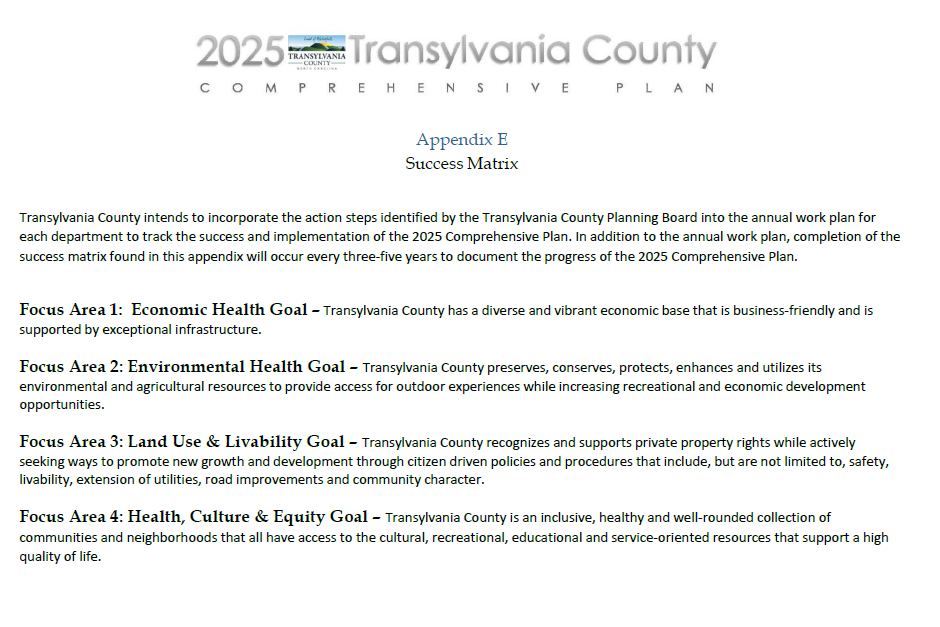 2025 Transylvania County
Land of Waterfalls
TRANSYLVANIA
COUNTY
NORTH CAROLINA
COMPREHENSIVE PLAN
Appendix E
Success Matrix
Transylvania County intends to incorporate the action steps identified by the Transylvania County Planning Board into the annual work plan for
each department to track the success and implementation of the 2025 Comprehensive Plan. In addition to the annual work plan, completion of the
success matrix found in this appendix will occur every three-five years to document the progress of the 2025 Comprehensive Plan.
Focus Area 1:  Economic Health Goal – Transylvania County has a diverse and vibrant economic base that is business-friendly and is
supported by exceptional infrastructure.
Focus Area 2: Environmental Health Goal – Transylvania County preserves, conserves, protects, enhances and utilizes its
environmental and agricultural resources to provide access for outdoor experiences while increasing recreational and economic development
opportunities.
Focus Area 3: Land Use & Livability Goal – Transylvania County recognizes and supports private property rights while actively
seeking ways to promote new growth and development through citizen driven policies and procedures that include, but are not limited to, safety,
livability, extension of utilities, road improvements and community character.
Focus Area 4: Health, Culture & Equity Goal – Transylvania County is an inclusive, healthy and well-rounded collection of
communities and neighborhoods that all have access to the cultural, recreational, educational and service-oriented resources that support a high
quality of life.